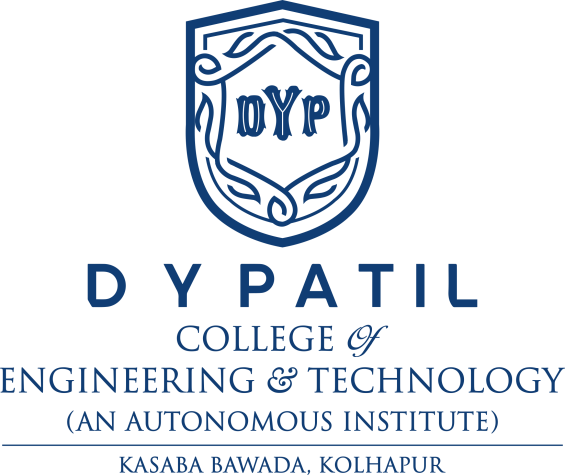 DYP
D Y PATIL
COLLEGE Of
ENGINEERING & TECHNOLOGY
(AN AUTONOMOUS INSTITUTE)
KASABA BAWADA, KOLHAPUR